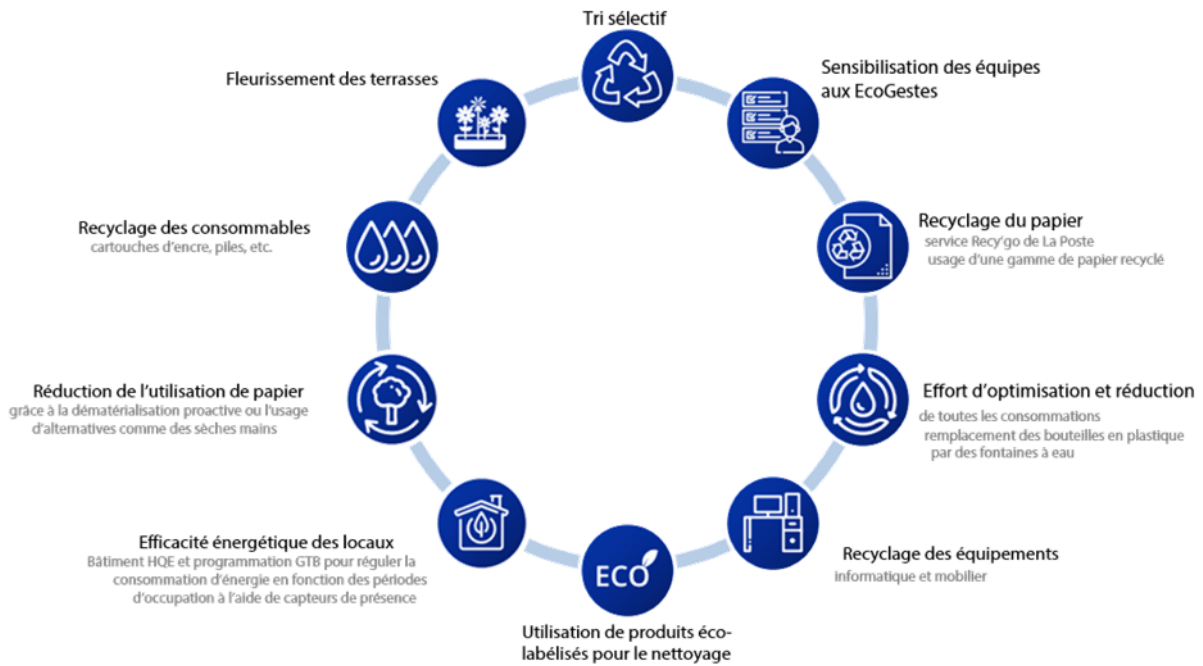 Tri sélectif
Sensibilisation des équipes
aux EcoGestes
Recyclage du papier
service Recy'go de La Poste
usage d'une gamme de papier recyclé
Effort d'optimisation et réduction
de toutes les consommations
remplacement des bouteilles en plastique
par des fontaines à eau
Recyclage des équipements
informatique et mobilier
ECO
Utilisation de produits éco-
labélisés pour le nettoyage
Efficacité énergétique des locaux
Bâtiment HQE et programmation GTB pour réguler la
consommation d'énergie en fonction des périodes
d'occupation à l'aide de capteurs de présence
Réduction de l'utilisation de papier
grâce à la dématérialisation proactive ou l'usage
d'alternatives comme des sèches mains
Recyclage des consommables
cartouches d'encre, piles, etc.
Fleurissement des terrasses